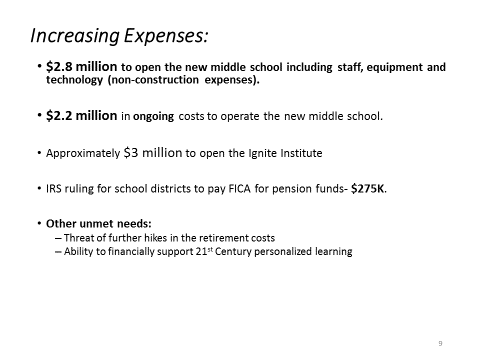 Increasing Expenses:
• $2.8 million to open the new middle school including staff, equipment and
technology (non-construction expenses).
• $2.2 million in ongoing costs to operate the new middle school.
• Approximately $3 million to open the Ignite Institute
• IRS ruling for school districts to pay FICA for pension funds- $275K.
• Other unmet needs:
– Threat of further hikes in the retirement costs
– Ability to financially support 21st Century personalized learning
9